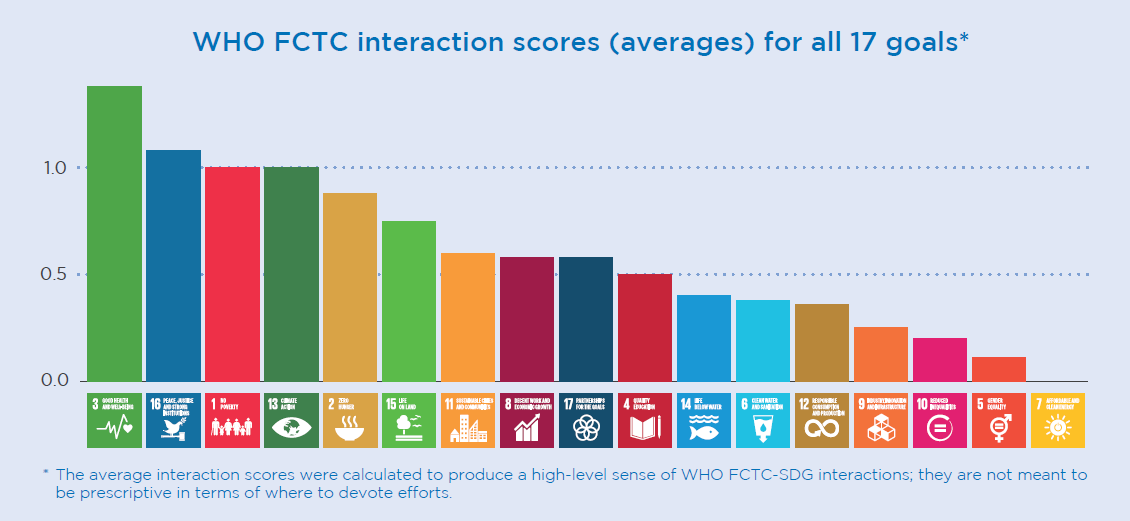 WHO FCTC interaction scores (averages) for all 17 goals*
1.0
0.5
0.0
3 GOOD HEALTH
AND WELL-BEING
16 PEACE, JUSTICE
AND STRONG
INSTITUTIONS
1 NO
POVERTY
13 CLIMATE
ACTION
2 ZERO
HUNGER
15 LIFE
ON LAND
11 SUSTAINABLE CITIES
AND COMMUNITIES
8 DECENT WORK AND
ECONOMIC GROWTH
17 PARTNERSHIPS
FOR THE GOALS
4 QUALITY
EDUCATION
14 LIFE
BELOW WATER
6 CLEAN WATER
AND SANITATION
12 RESPONSIBLE
CONSUMPTION
AND PRODUCTION
9 INDUSTRY, INNOVATION
AND INFRASTRUCTURE
10 REDUCED
INEQUALITIES
5 GENDER
EQUALITY
7 AFFORDABLE AND
CLEAN ENERGY
* The average interaction scores were calculated to produce a high-level sense of WHO FCTC-SDG interactions; they are not meant to
be prescriptive in terms of where to devote efforts.